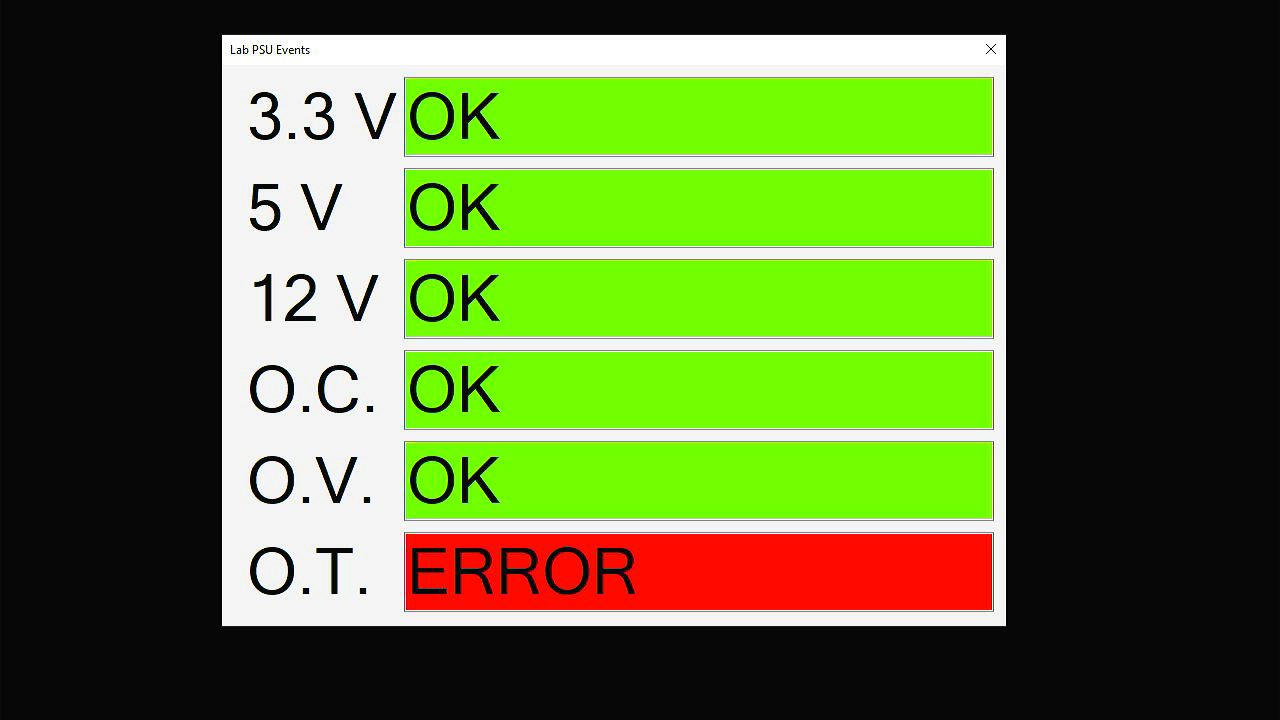 Lab PSU Events
3.3 V OK
5 V OK
12 V OK
O.C. OK
O.V. OK
O.T. ERROR